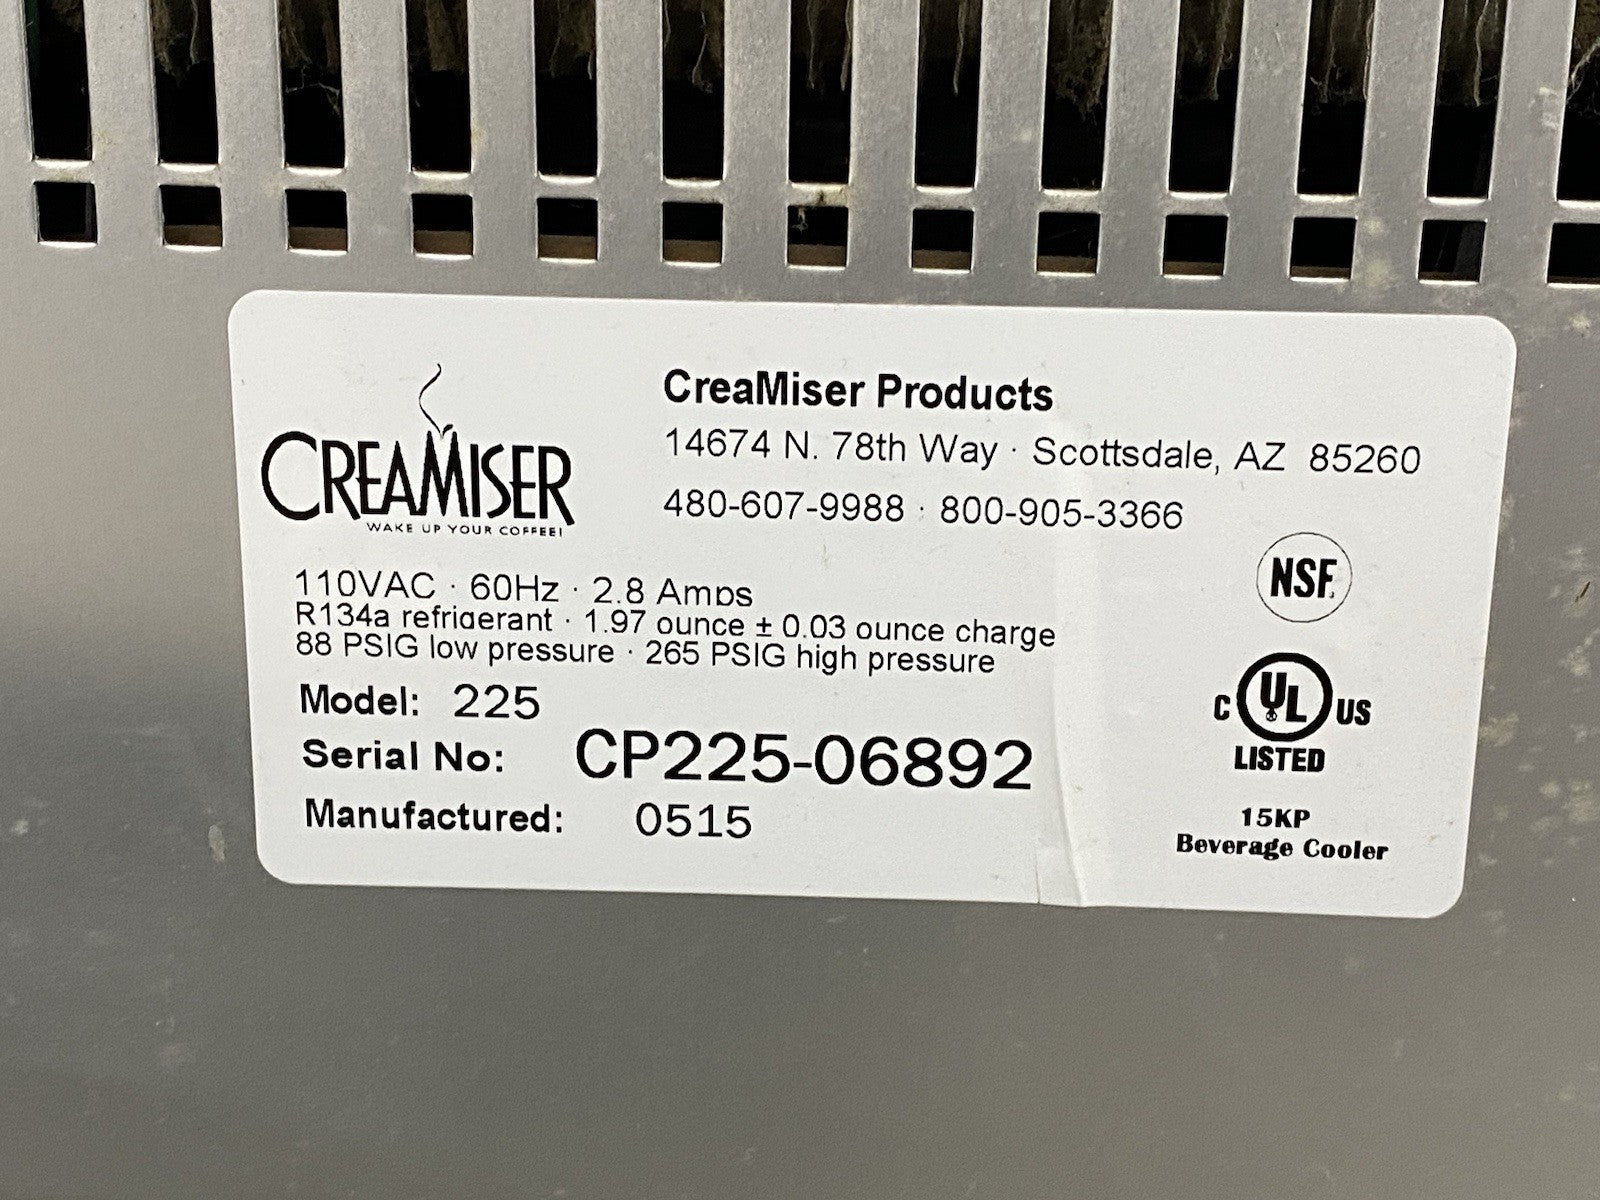 CREAMISER
WAKE UP YOUR COFFEE!
CreaMiser Products
14674 N. 78th Way · Scottsdale, AZ 85260
480-607-9988 · 800-905-3366
110VAC · 60Hz · 2.8 Amps
R134a refrigerant · 1.97 ounce ± 0.03 ounce charge
88 PSIG low pressure · 265 PSIG high pressure
Model: 225
Serial No: CP225-06892
Manufactured: 0515
NSF.
C UL US
LISTED
15KP
Beverage Cooler